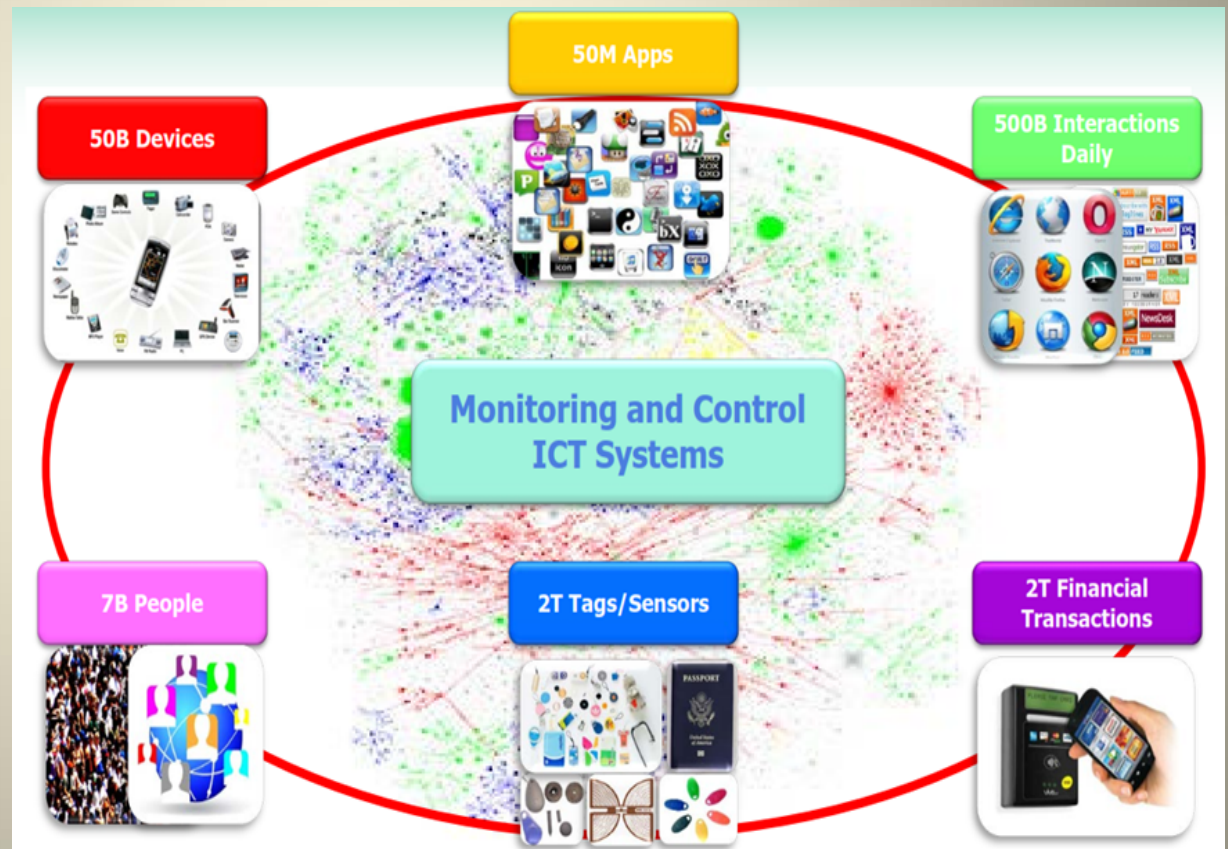 50M Apps
50B Devices
500B Interactions
Daily
Monitoring and Control
ICT Systems
7B People
2T Tags/Sensors
2T Financial
Transactions
PASSPORT
NewsDesk